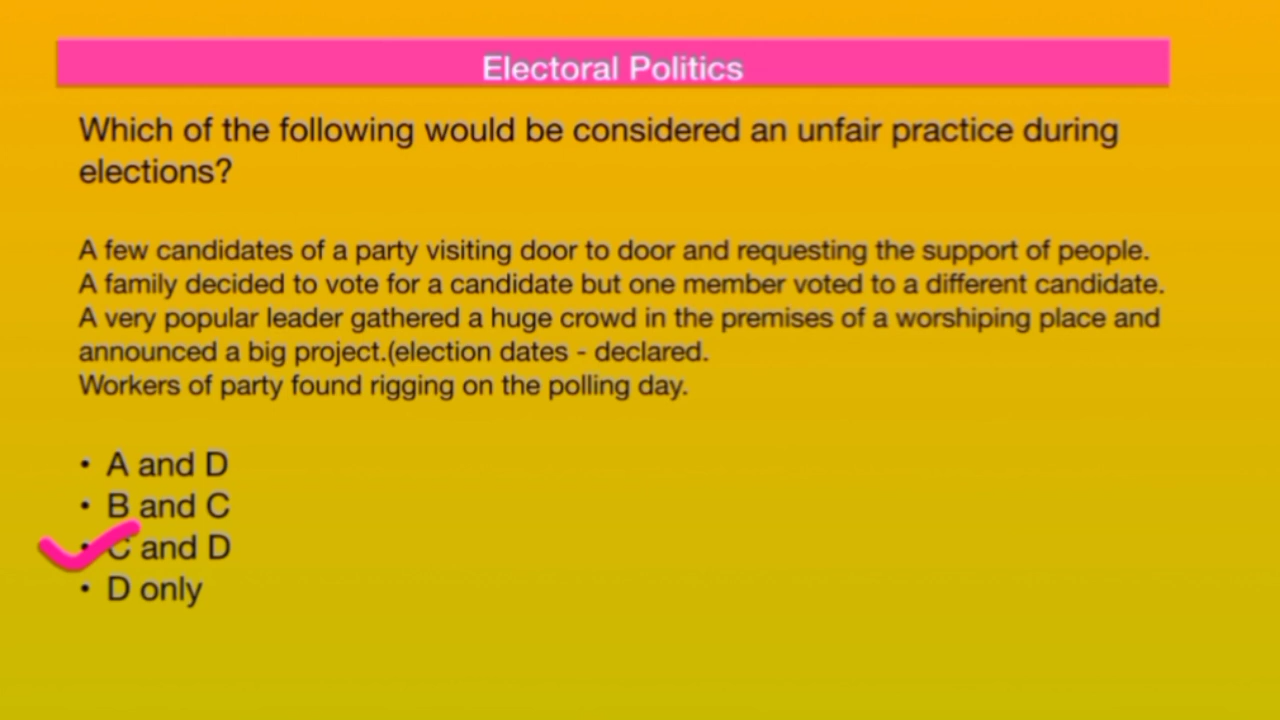 Electoral Politics
Which of the following would be considered an unfair practice during
elections?
A few candidates of a party visiting door to door and requesting the support of people.
A family decided to vote for a candidate but one member voted to a different candidate.
A very popular leader gathered a huge crowd in the premises of a worshiping place and
announced a big project.(election dates - declared.
Workers of party found rigging on the polling day.
• A and D
• B and C
• C and D
• D only